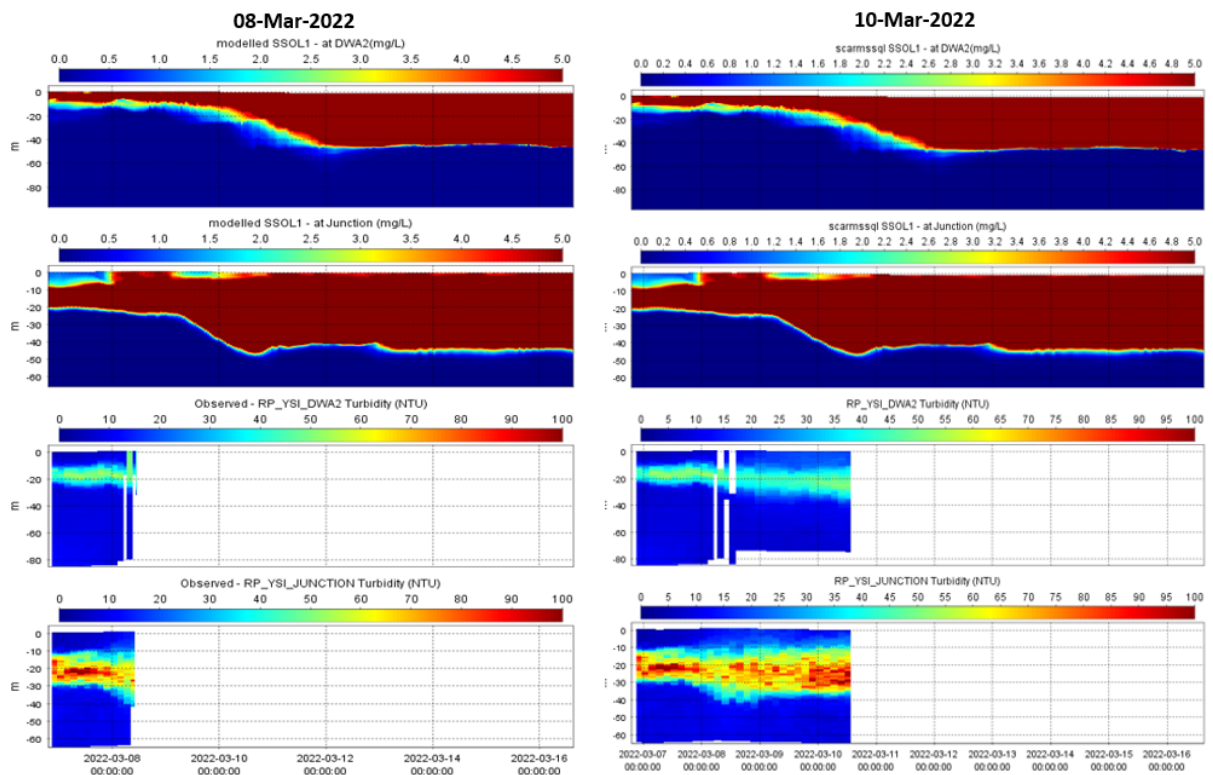 08-Mar-2022
modelled SSOL1 - at DWA2(mg/L)
0.0 0.5 1.0 1.5 2.0 2.5 3.0 3.5 4.0 4.5 5.0
0
-20
-40
m
-60
-80
modelled SSOL1 - at Junction (mg/L)
0.0 0.5 1.0 1.5 2.0 2.5 3.0 3.5 4.0 4.5 5.0
0
-10
-20
-30
m
-40
-50
-60
Observed - RP_YSI_DWA2 Turbidity (NTU)
0 10 20 30 40 50 60 70 80 90 100
0
-20
-40
m
-60
-80
Observed - RP_YSI_JUNCTION Turbidity (NTU)
0 10 20 30 40 50 60 70 80 90 100
0
-10
-20
-30
m
-40
-50
-60
2022-03-08 2022-03-10 2022-03-12 2022-03-14 2022-03-16
00:00:00 00:00:00 00:00:00 00:00:00 00:00:00
10-Mar-2022
scarmssql SSOL1 - at DWA2(mg/L)
0.0 0.2 0.4 0.6 0.8 1.0 1.2 1.4 1.6 1.8 2.0 2.2 2.4 2.6 2.8 3.0 3.2 3.4 3.6 3.8 4.0 4.2 4.4 4.6 4.8 5.0
0
-20
-40
...
-60
-80
scarmssql SSOL1 - at Junction (mg/L)
0.0 0.2 0.4 0.6 0.8 1.0 1.2 1.4 1.6 1.8 2.0 2.2 2.4 2.6 2.8 3.0 3.2 3.4 3.6 3.8 4.0 4.2 4.4 4.6 4.8 5.0
0
-10
-20
-30
...
-40
-50
-60
RP_YSI_DWA2 Turbidity (NTU)
0 5 10 15 20 25 30 35 40 45 50 55 60 65 70 75 80 85 90 95 100
0
-20
-40
...
-60
-80
RP_YSI_JUNCTION Turbidity (NTU)
0 5 10 15 20 25 30 35 40 45 50 55 60 65 70 75 80 85 90 95 100
0
-10
-20
-30
...
-40
-50
-60
2022-03-07 2022-03-08 2022-03-09 2022-03-10 2022-03-11 2022-03-12 2022-03-13 2022-03-14 2022-03-15 2022-03-16
00:00:00 00:00:00 00:00:00 00:00:00 00:00:00 00:00:00 00:00:00 00:00:00 00:00:00 00:00:00